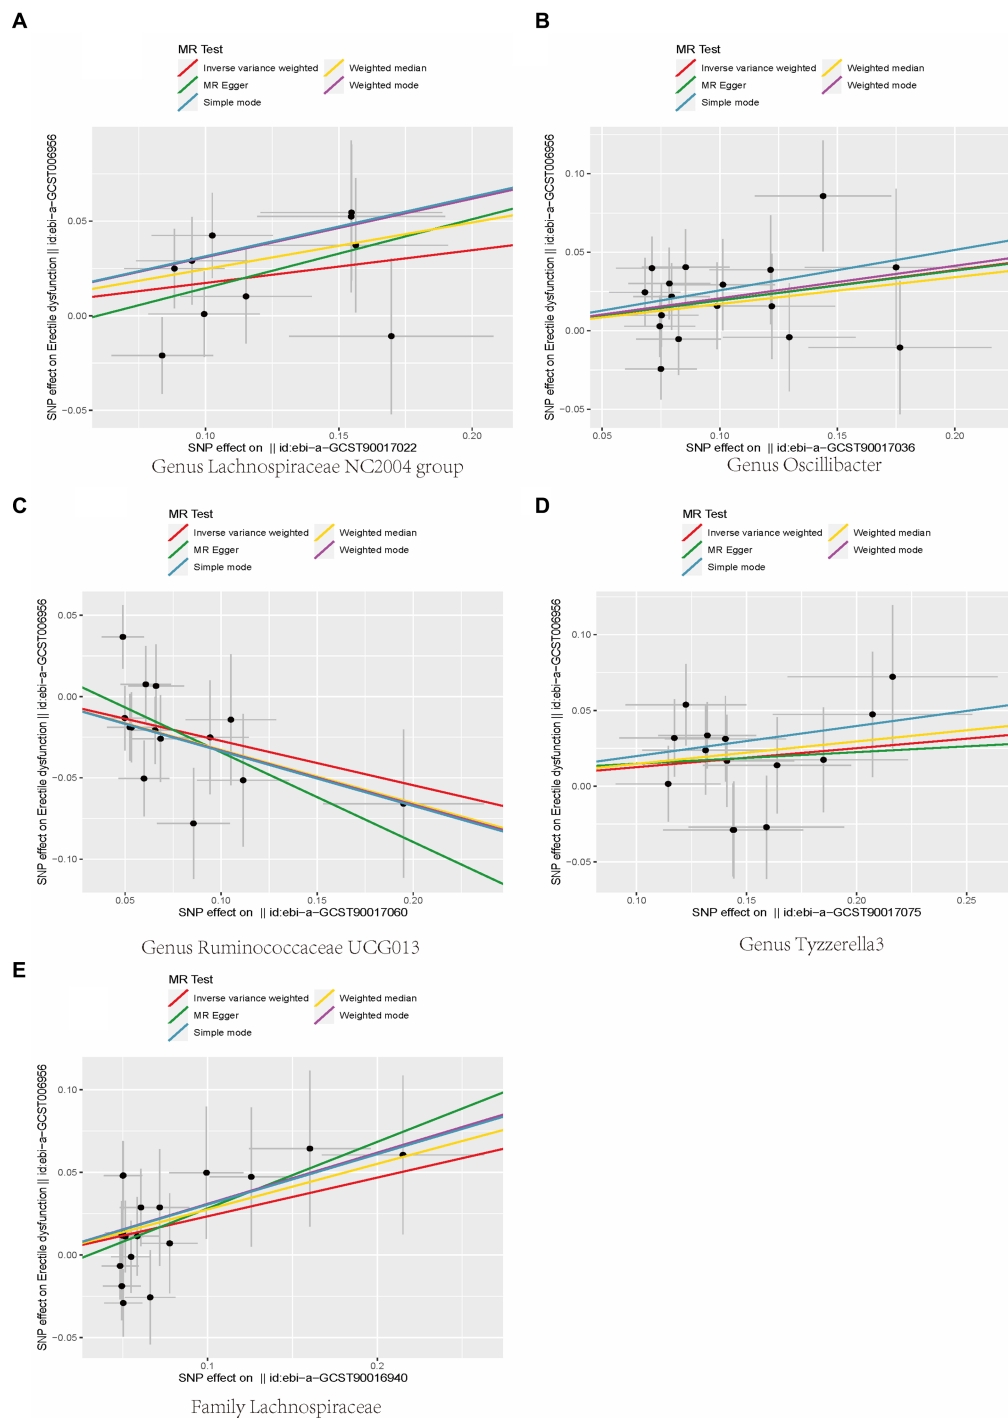 A
MR Test
Inverse variance weighted
Weighted median
MR Egger
Weighted mode
Simple mode
SNP effect on Erectile dysfunction || id:ebi-a-GCST006956
0.05
0.00
−0.05
0.10
0.15
0.20
SNP effect on || id:ebi-a-GCST90017022
Genus Lachnospiraceae NC2004 group
B
MR Test
Inverse variance weighted
Weighted median
MR Egger
Weighted mode
Simple mode
SNP effect on Erectile dysfunction || id:ebi-a-GCST006956
0.10
0.05
0.00
−0.05
0.05
0.10
0.15
0.20
SNP effect on || id:ebi-a-GCST90017036
Genus Oscillibacter
C
MR Test
Inverse variance weighted
Weighted median
MR Egger
Weighted mode
Simple mode
SNP effect on Erectile dysfunction || id:ebi-a-GCST006956
0.05
0.00
−0.05
−0.10
0.05
0.10
0.15
0.20
SNP effect on || id:ebi-a-GCST90017060
Genus Ruminococcaceae UCG013
D
MR Test
Inverse variance weighted
Weighted median
MR Egger
Weighted mode
Simple mode
SNP effect on Erectile dysfunction || id:ebi-a-GCST006956
0.10
0.05
0.00
−0.05
0.10
0.15
0.20
0.25
SNP effect on || id:ebi-a-GCST90017075
Genus Tyzzerella3
E
MR Test
Inverse variance weighted
Weighted median
MR Egger
Weighted mode
Simple mode
SNP effect on Erectile dysfunction || id:ebi-a-GCST006956
0.10
0.05
0.00
−0.05
0.1
0.2
SNP effect on || id:ebi-a-GCST90016940
Family Lachnospiraceae